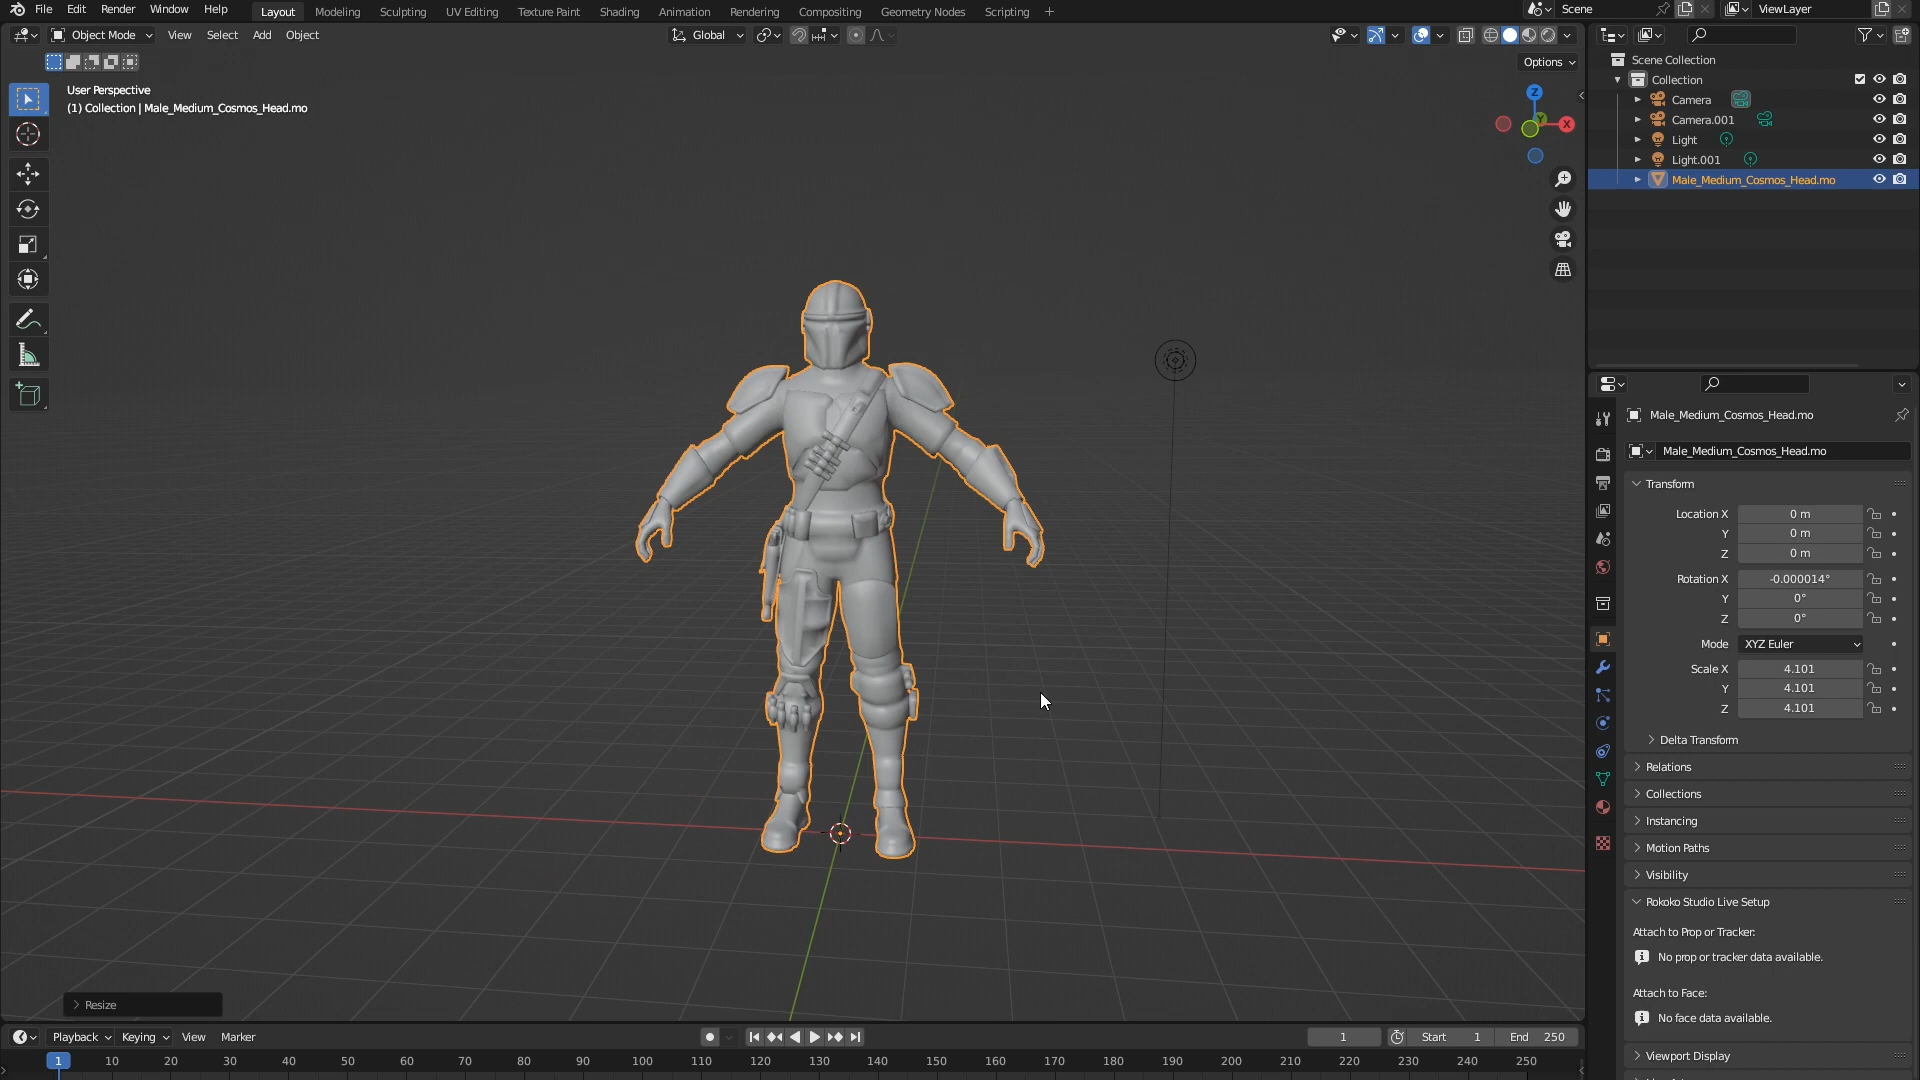 File Edit Render Window Help Layout Modeling Sculpting UV Editing Texture Paint Shading Animation Rendering Compositing Geometry Nodes Scripting + Scene ViewLayer
Object Mode View Select Add Object Global
Options
User Perspective
(1) Collection | Male_Medium_Cosmos_Head.mo
Z
X
Resize
Scene Collection
Collection
Camera
Camera.001
Light
Light.001
Male_Medium_Cosmos_Head.mo
Male_Medium_Cosmos_Head.mo
Male_Medium_Cosmos_Head.mo
Transform
Location X 0 m
Y 0 m
Z 0 m
Rotation X -0.000014°
Y 0°
Z 0°
Mode XYZ Euler
Scale X 4.101
Y 4.101
Z 4.101
Delta Transform
Relations
Collections
Instancing
Motion Paths
Visibility
Rokoko Studio Live Setup
Attach to Prop or Tracker:
No prop or tracker data available.
Attach to Face:
No face data available.
Viewport Display
Playback Keying View Marker 1 Start 1 End 250
1 10 20 30 40 50 60 70 80 90 100 110 120 130 140 150 160 170 180 190 200 210 220 230 240 250